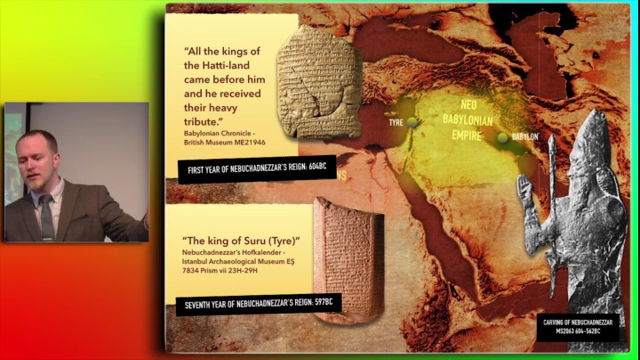 “All the kings of
the Hatti-land
came before him
and he received
their heavy
tribute.”
Babylonian Chronicle -
British Museum ME21946
FIRST YEAR OF NEBUCHADNEZZAR'S REIGN: 604BC
“The king of Suru (Tyre)”
Nebuchadnezzar's Hofkalender -
Istanbul Archaeological Museum EŞ
7834 Prism vii 23H-29H
SEVENTH YEAR OF NEBUCHADNEZZAR'S REIGN: 597BC
NEO
BABYLONIAN
EMPIRE
TYRE
BABYLON
CARVING OF NEBUCHADNEZZAR
MS2063 604-562BC